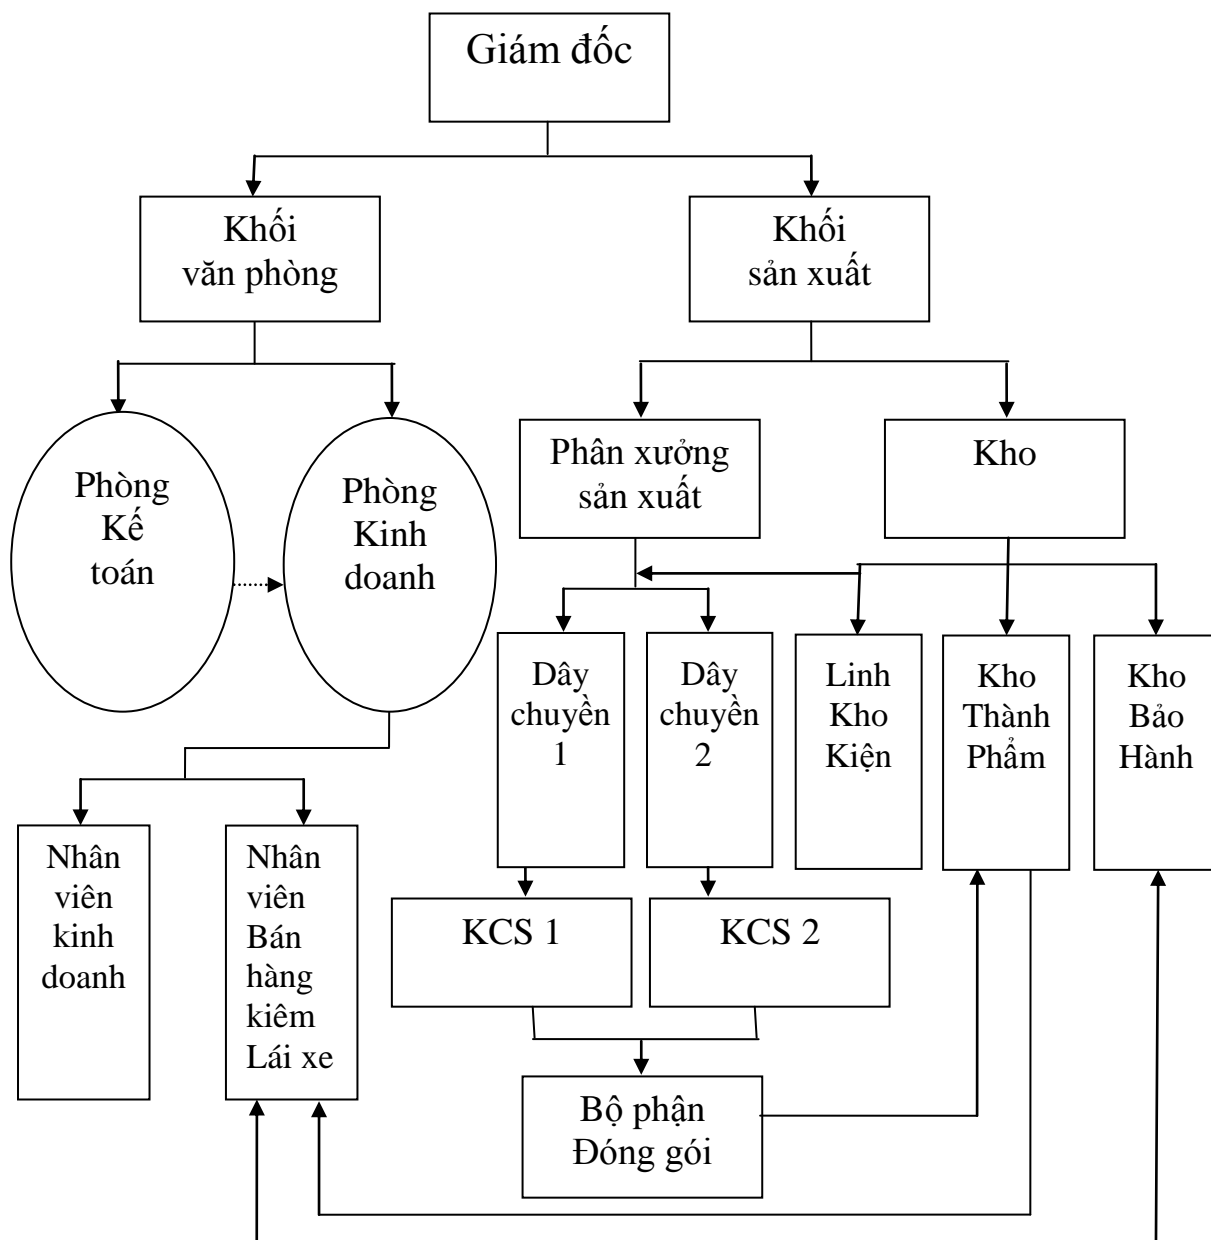 Giám đốc
Khối
văn phòng
Khối
sản xuất
Phòng
Kế
toán
Phòng
Kinh
doanh
Phân xưởng
sản xuất
Kho
Dây
chuyền
1
Dây
chuyền
2
Linh
Kho
Kiện
Kho
Thành
Phẩm
Kho
Bảo
Hành
Nhân
viên
kinh
doanh
Nhân
viên
Bán
hàng
kiêm
Lái xe
KCS 1
KCS 2
Bộ phận
Đóng gói